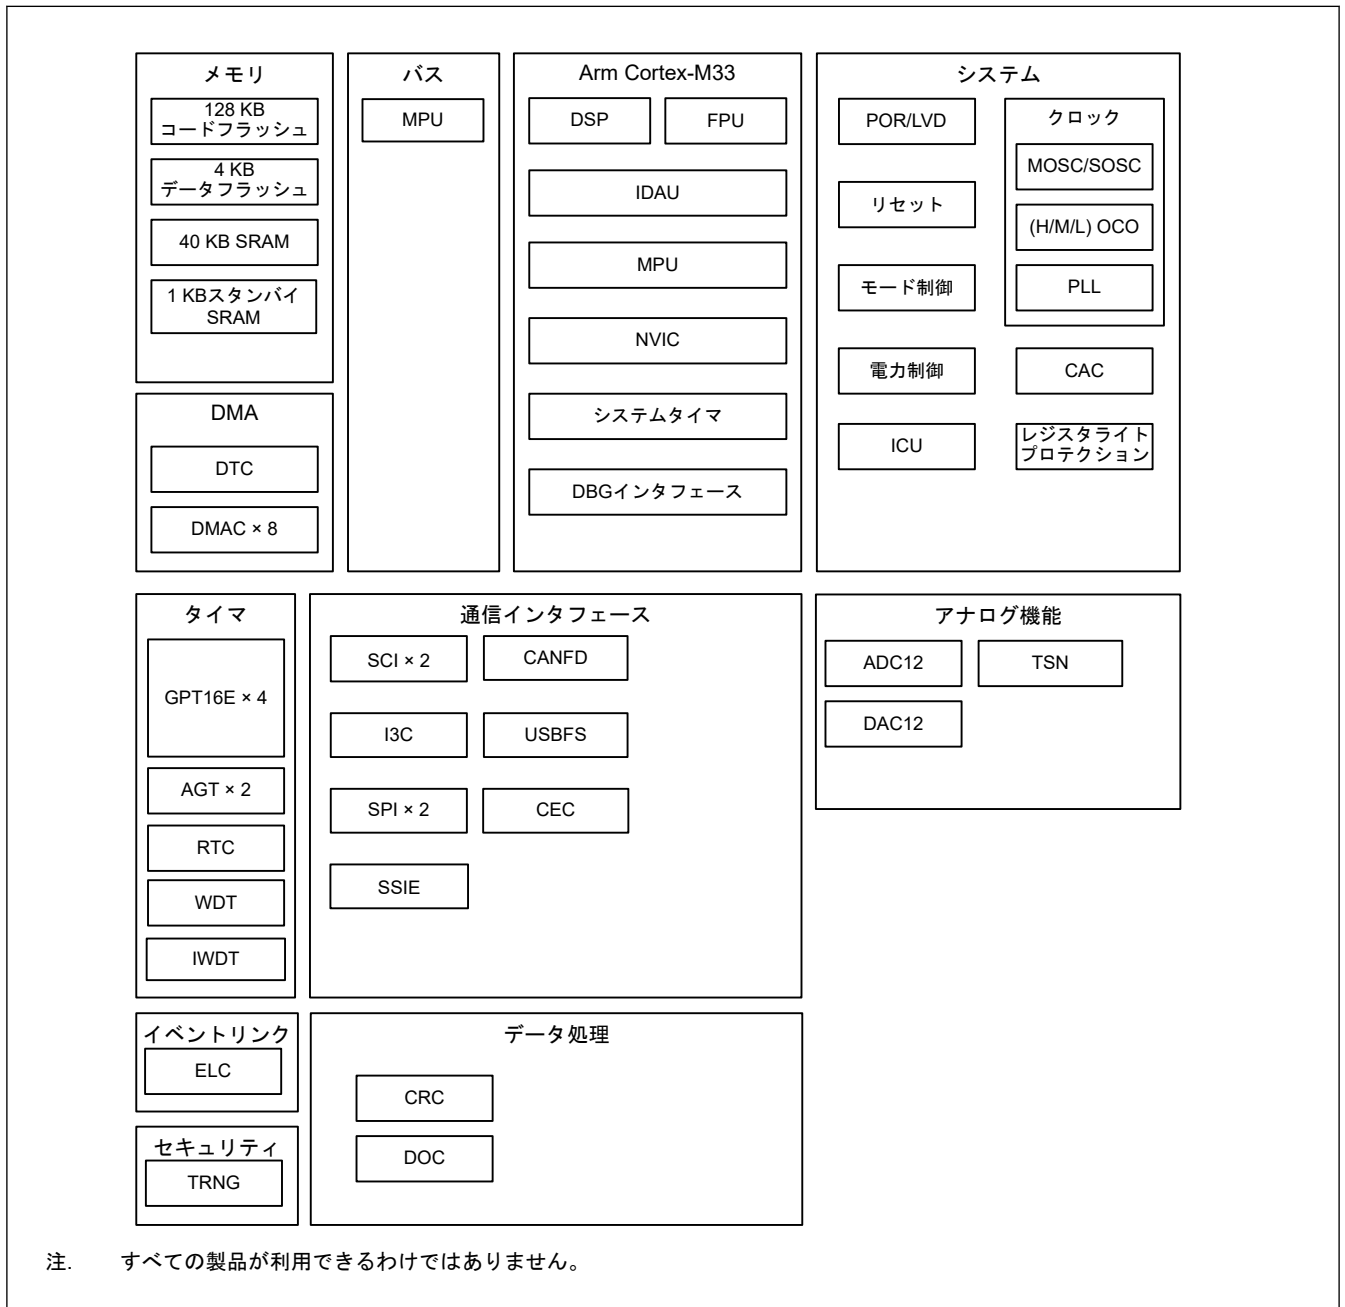 メモリ
128 KB
コードフラッシュ
4 KB
データフラッシュ
40 KB SRAM
1 KBスタンバイ
SRAM
DMA
DTC
DMAC × 8
バス
MPU
Arm Cortex-M33
DSP
FPU
IDAU
MPU
NVIC
システムタイマ
DBGインタフェース
システム
POR/LVD
リセット
モード制御
電力制御
ICU
クロック
MOSC/SOSC
(H/M/L) OCO
PLL
CAC
レジスタライト
プロテクション
タイマ
GPT16E × 4
AGT × 2
RTC
WDT
IWDT
通信インタフェース
SCI × 2
CANFD
I3C
USBFS
SPI × 2
CEC
SSIE
アナログ機能
ADC12
TSN
DAC12
イベントリンク
ELC
セキュリティ
TRNG
データ処理
CRC
DOC
注. すべての製品が利用できるわけではありません。